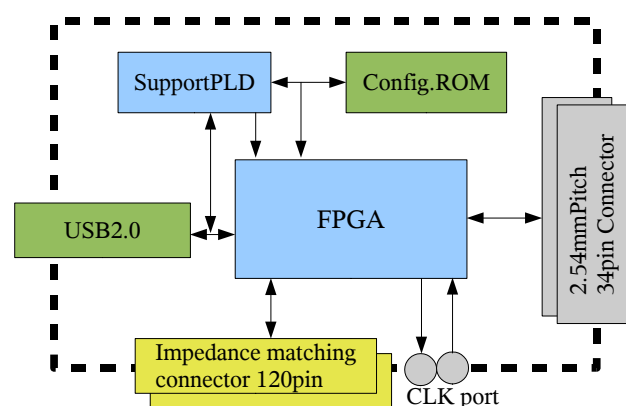 SupportPLD
Config.ROM
FPGA
USB2.0
2.54mmPitch
34pin Connector
Impedance matching
connector 120pin
CLK port